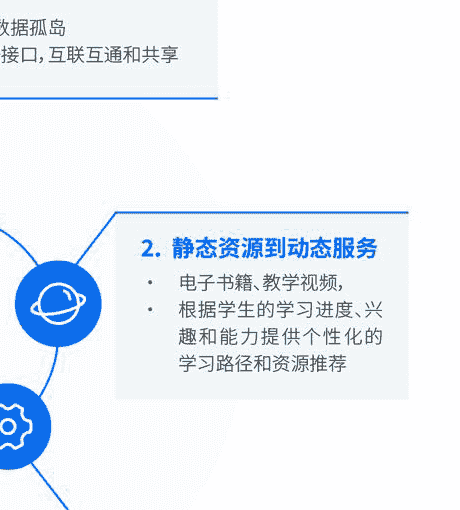 数据孤岛
接口，互联互通和共享
2. 静态资源到动态服务
• 电子书籍、教学视频，
• 根据学生的学习进度、兴
趣和能力提供个性化的
学习路径和资源推荐